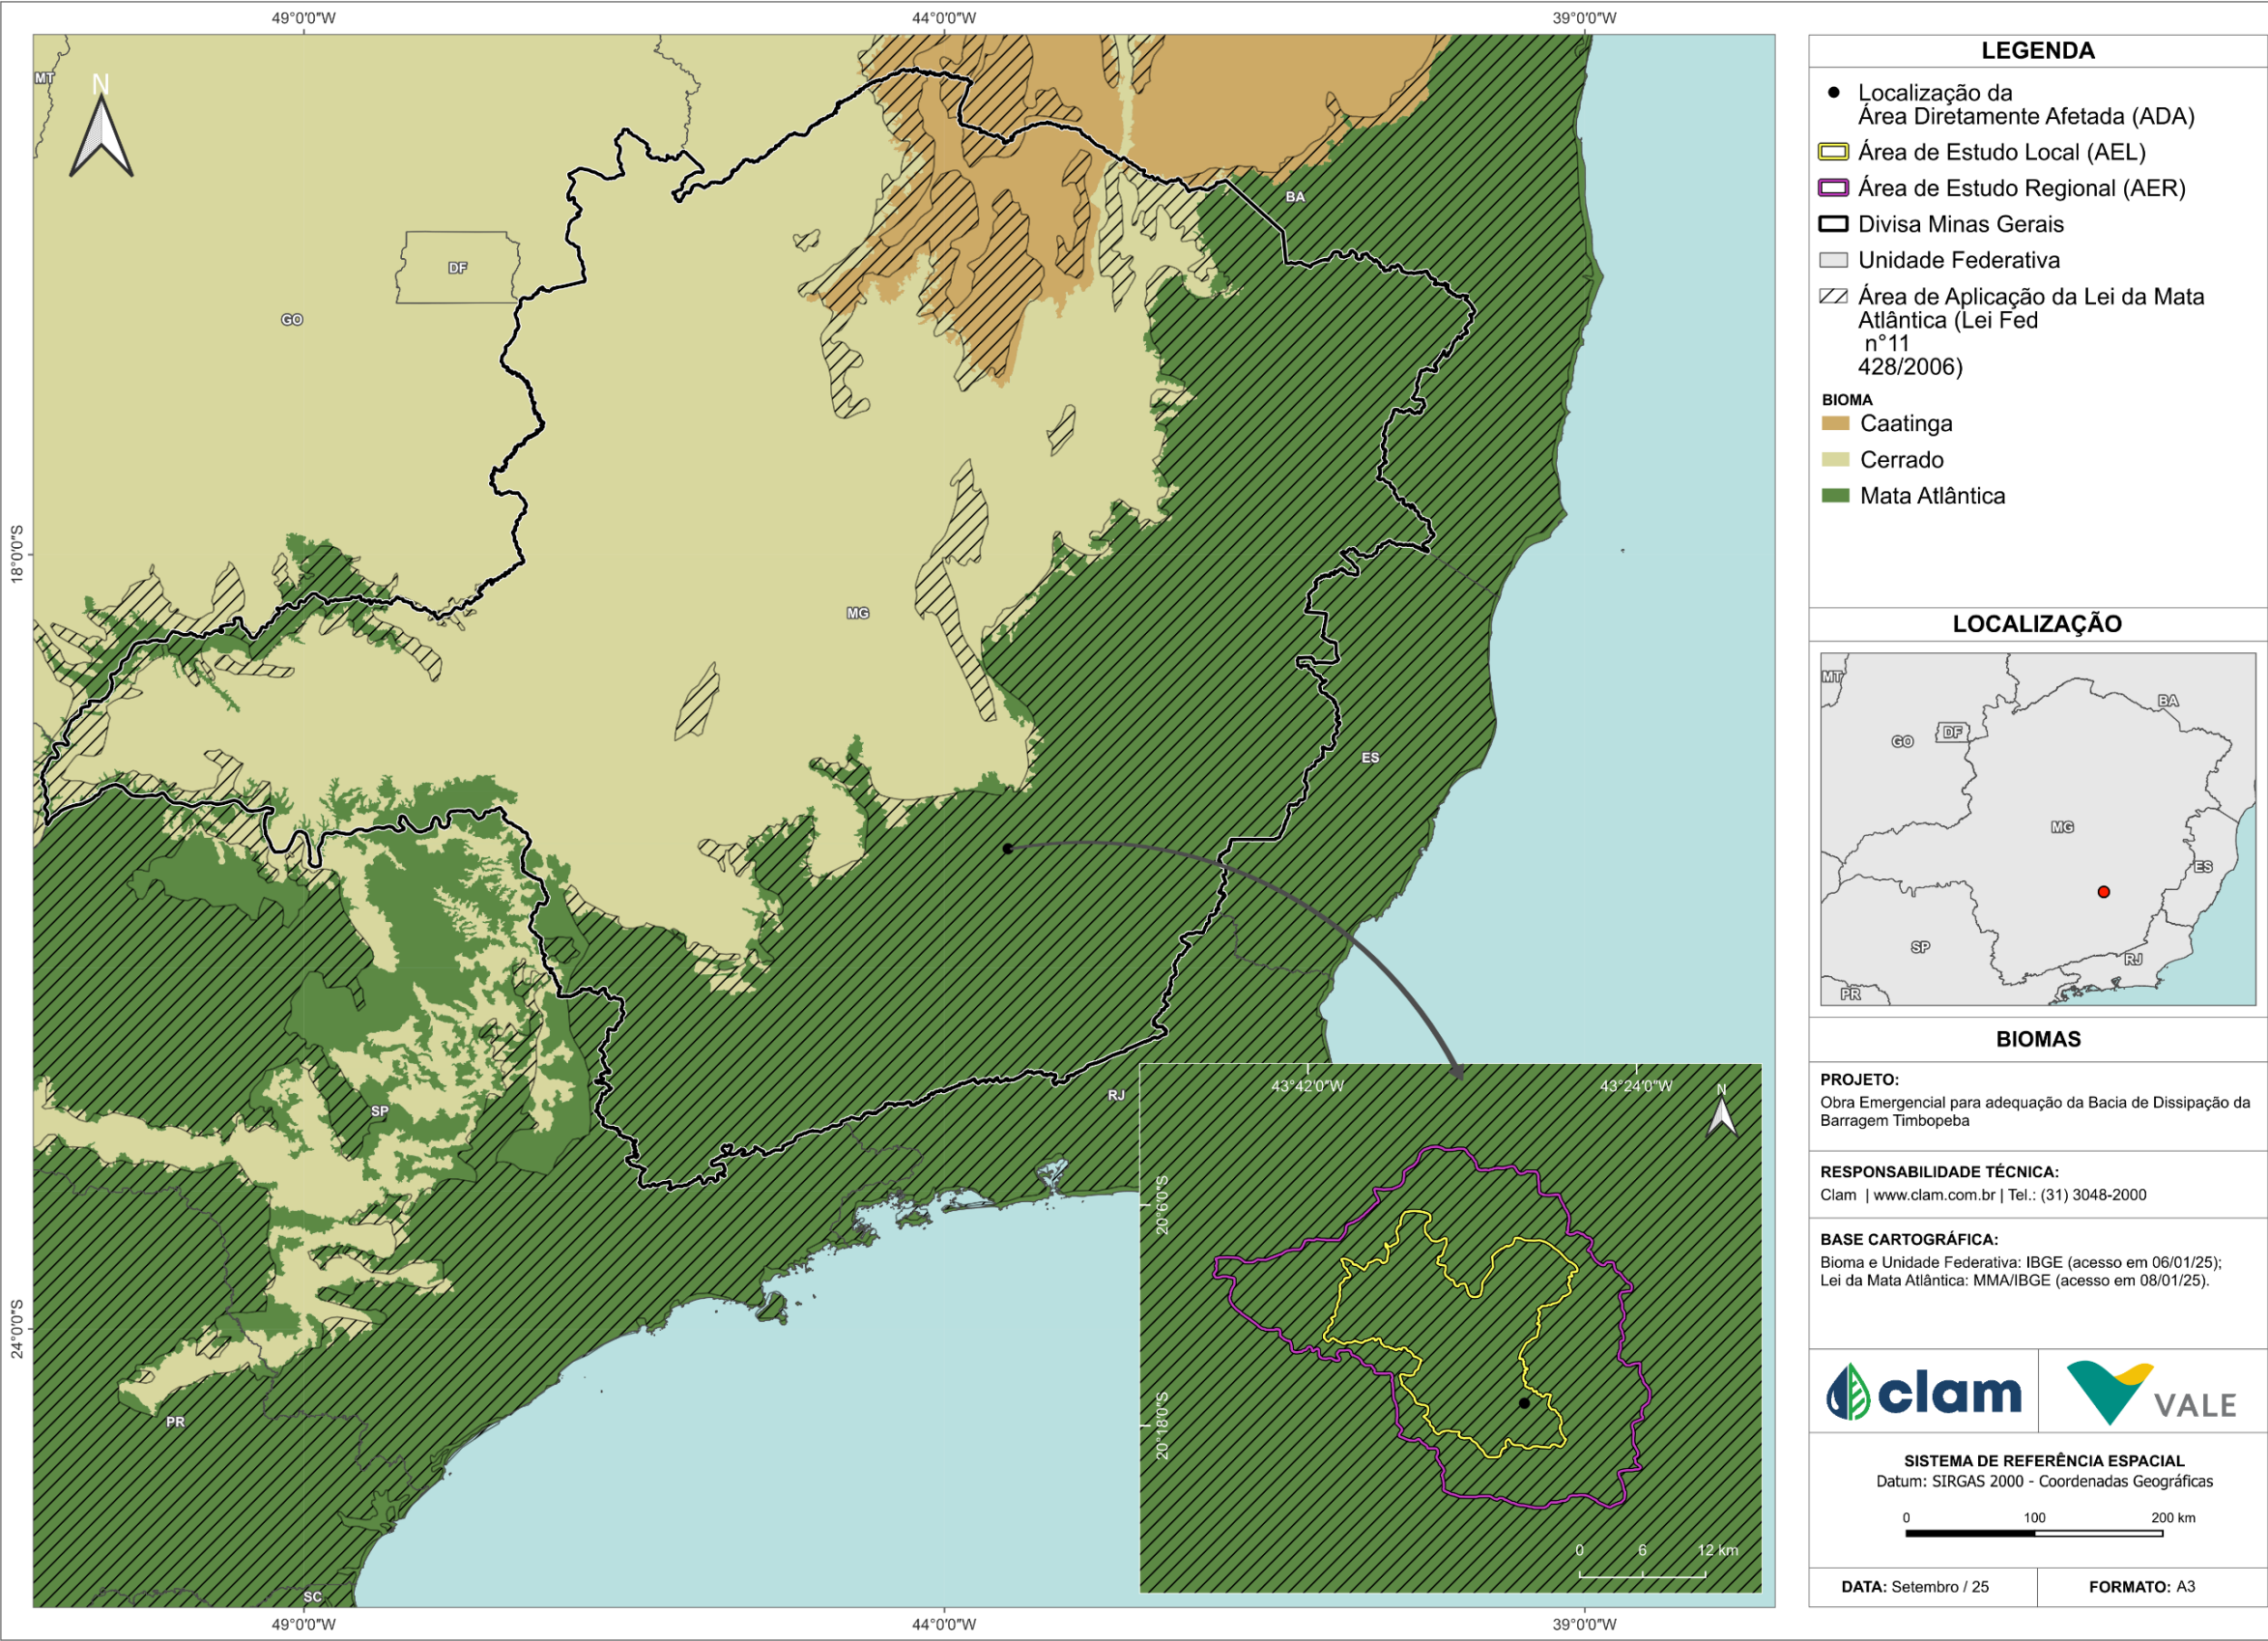 49°0'0"W
44°0'0"W
39°0'0"W
18°0'0"S
24°0'0"S
49°0'0"W
44°0'0"W
39°0'0"W
N
MT
DF
GO
BA
MG
ES
SP
RJ
PR
SC
43°42'0"W
43°24'0"W
N
20°6'0"S
20°18'0"S
0 6 12 km
LEGENDA
Localização da
Área Diretamente Afetada (ADA)
Área de Estudo Local (AEL)
Área de Estudo Regional (AER)
Divisa Minas Gerais
Unidade Federativa
Área de Aplicação da Lei da Mata
Atlântica (Lei Fed
n°11
428/2006)
BIOMA
Caatinga
Cerrado
Mata Atlântica
LOCALIZAÇÃO
MT
BA
DF
GO
MG
ES
SP
RJ
PR
BIOMAS
PROJETO:
Obra Emergencial para adequação da Bacia de Dissipação da
Barragem Timbopeba
RESPONSABILIDADE TÉCNICA:
Clam | www.clam.com.br | Tel.: (31) 3048-2000
BASE CARTOGRÁFICA:
Bioma e Unidade Federativa: IBGE (acesso em 06/01/25);
Lei da Mata Atlântica: MMA/IBGE (acesso em 08/01/25).
clam
VALE
SISTEMA DE REFERÊNCIA ESPACIAL
Datum: SIRGAS 2000 - Coordenadas Geográficas
0 100 200 km
DATA: Setembro / 25
FORMATO: A3